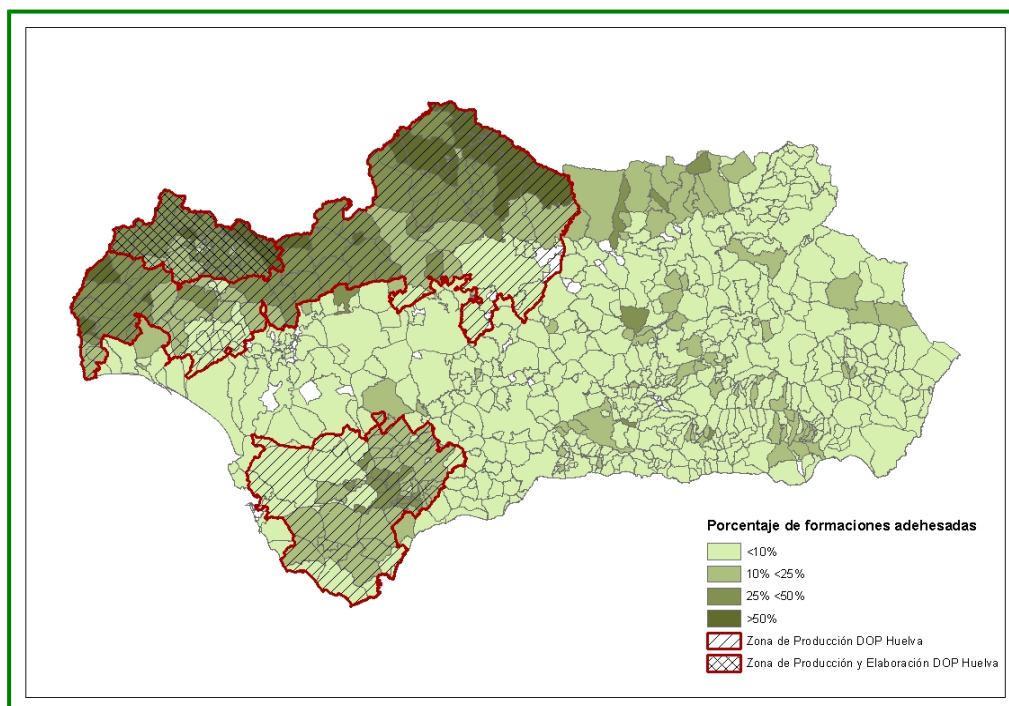 Porcentaje de formaciones adehesadas
<10%
10% <25%
25% <50%
>50%
Zona de Producción DOP Huelva
Zona de Producción y Elaboración DOP Huelva